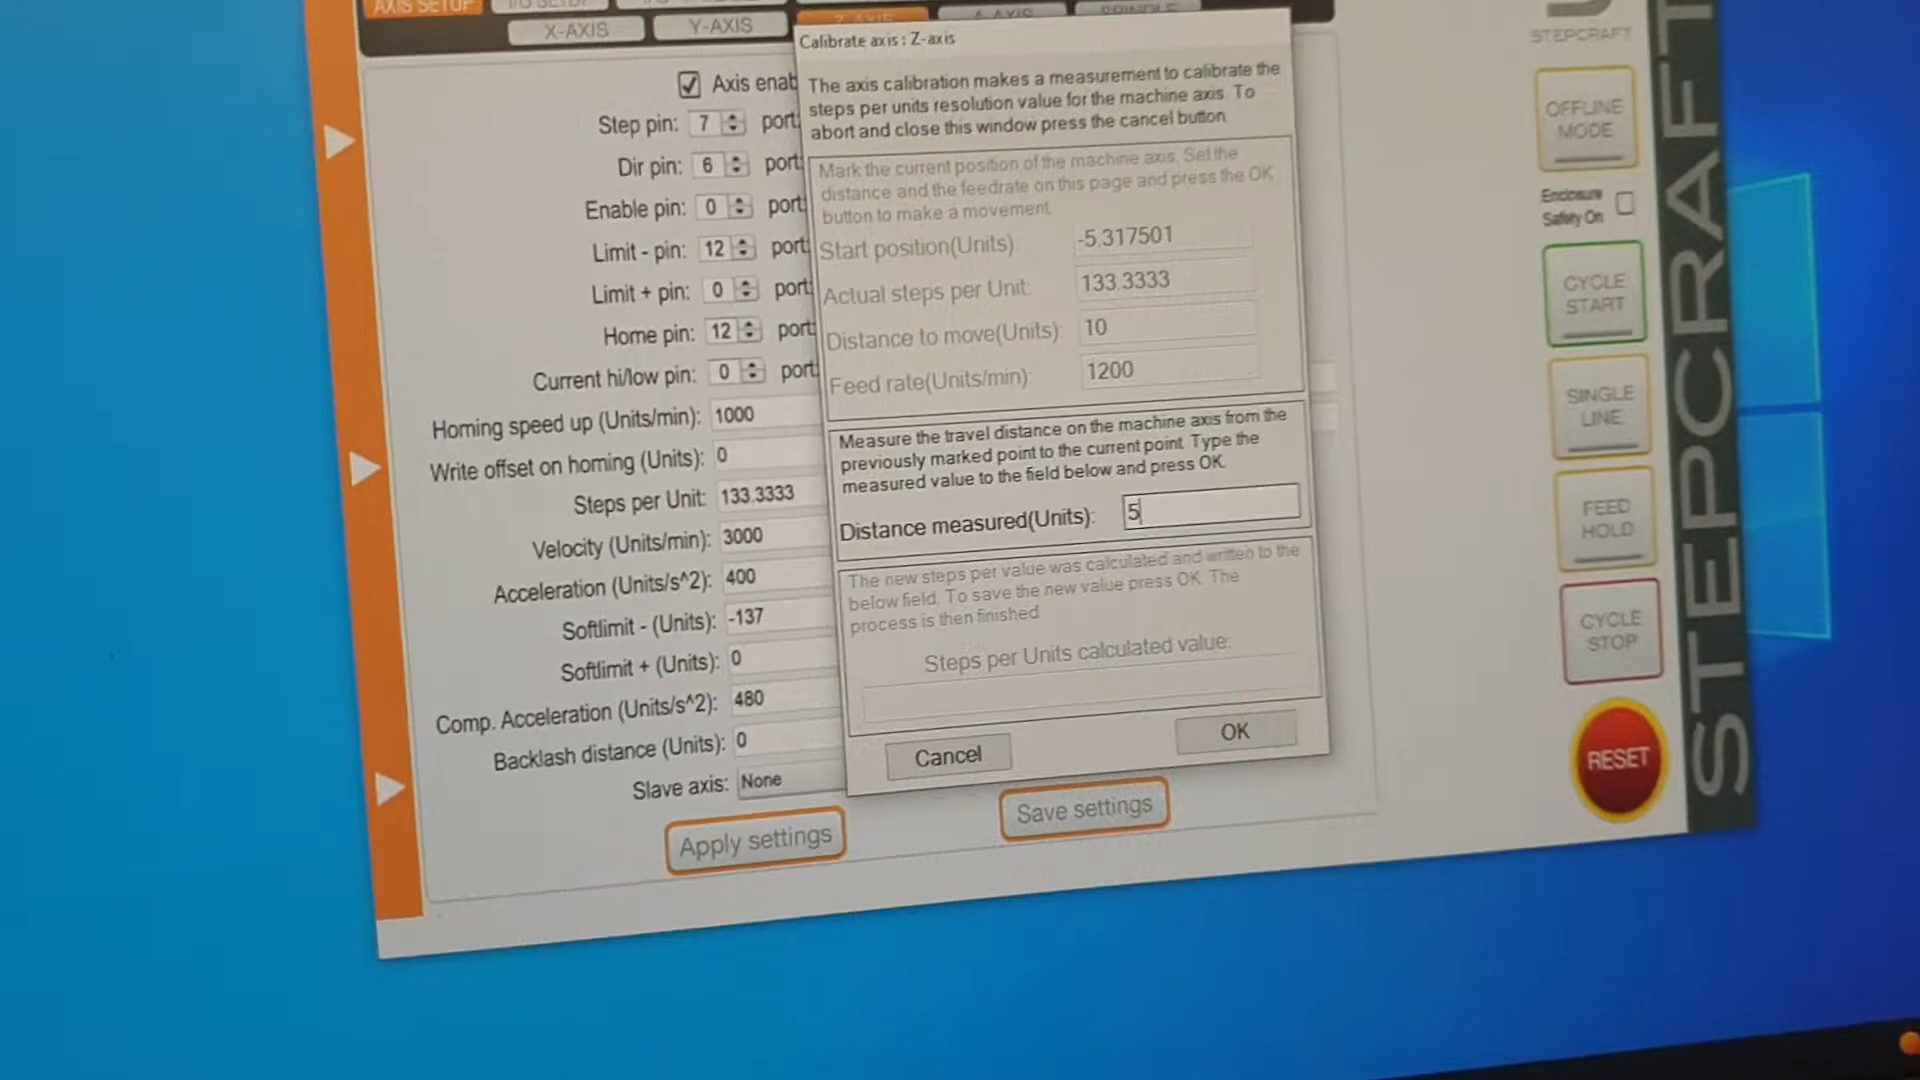 AXIS SETUP
I/O SETUP
X-AXIS
Y-AXIS
Z-AXIS
A-AXIS
SPINDLE
Axis enab
Step pin: 7 port:
Dir pin: 6 port:
Enable pin: 0 port:
Limit - pin: 12 port:
Limit + pin: 0 port:
Home pin: 12 port:
Current hi/low pin: 0 port:
Homing speed up (Units/min): 1000
Write offset on homing (Units): 0
Steps per Unit: 133.3333
Velocity (Units/min): 3000
Acceleration (Units/s^2): 400
Softlimit - (Units): -137
Softlimit + (Units): 0
Comp. Acceleration (Units/s^2): 480
Backlash distance (Units): 0
Slave axis: None
Apply settings
Save settings
Calibrate axis : Z-axis
The axis calibration makes a measurement to calibrate the
steps per units resolution value for the machine axis. To
abort and close this window press the cancel button.
Mark the current position of the machine axis. Set the
distance and the feedrate on this page and press the OK
button to make a movement.
Start position(Units): -5.317501
Actual steps per Unit: 133.3333
Distance to move(Units): 10
Feed rate(Units/min): 1200
Measure the travel distance on the machine axis from the
previously marked point to the current point. Type the
measured value to the field below and press OK.
Distance measured(Units): 5
The new steps per value was calculated and written to the
below field. To save the new value press OK. The
process is then finished.
Steps per Units calculated value:
Cancel
OK
STEPCRAFT
OFFLINE
MODE
Enclosure
Safety On
CYCLE
START
SINGLE
LINE
FEED
HOLD
CYCLE
STOP
RESET
STEPCRAFT